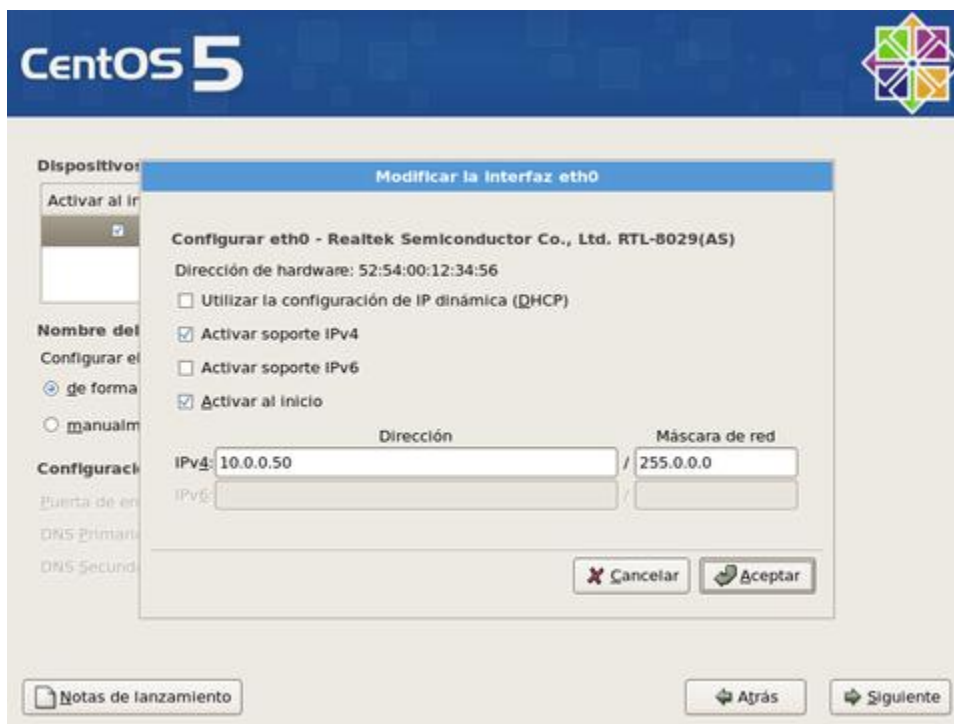 CentOS 5
Dispositivos
Modificar la interfaz eth0
Activar al in
Configurar eth0 - Realtek Semiconductor Co., Ltd. RTL-8029(AS)
Dirección de hardware: 52:54:00:12:34:56
Utilizar la configuración de IP dinámica (DHCP)
Nombre del
Activar soporte IPv4
Configurar el
Activar soporte IPv6
de forma
Activar al inicio
manualm
Dirección
Máscara de red
IPv4: 10.0.0.50 / 255.0.0.0
Configuraci
IPv6: /
Puerta de en
DNS Primari
DNS Secund
Cancelar
Aceptar
Notas de lanzamiento
Atrás
Siguiente